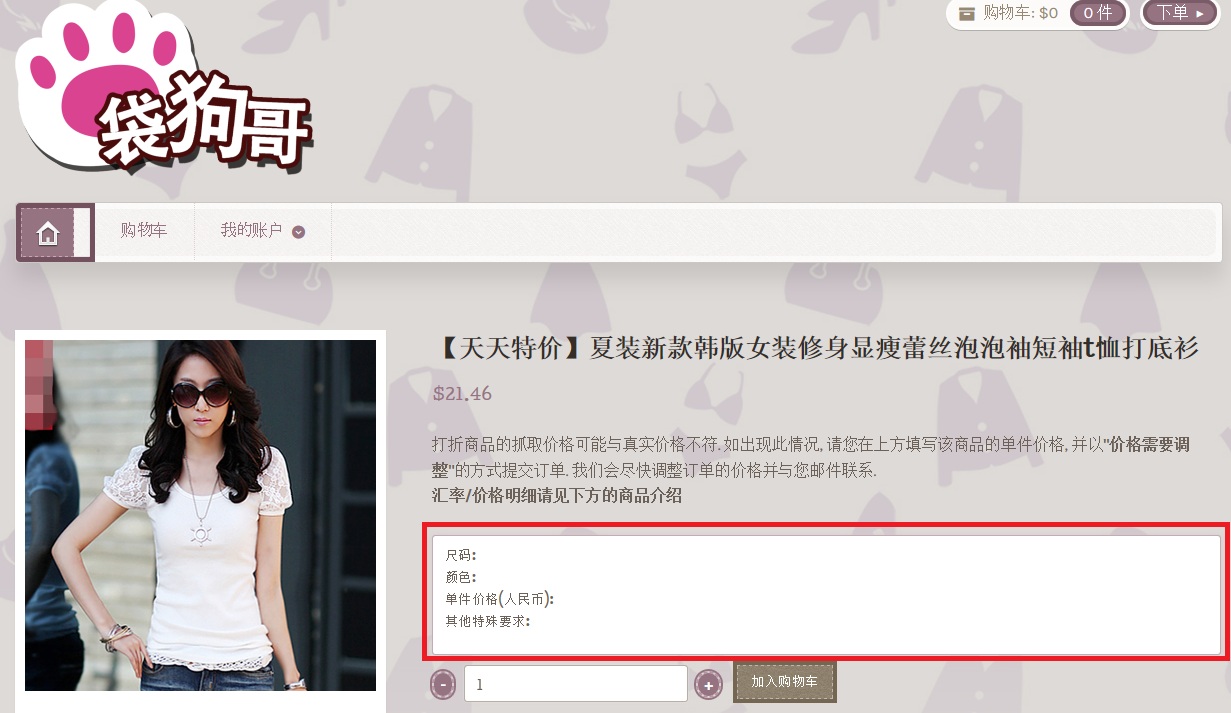 购物车: $0
0 件
下单 ▸
袋狗哥
购物车
我的账户
【天天特价】夏装新款韩版女装修身显瘦蕾丝泡泡袖短袖t恤打底衫
$21.46
打折商品的抓取价格可能与真实价格不符.如出现此情况,请您在上方填写该商品的单件价格,并以"价格需要调
整"的方式提交订单.我们会尽快调整订单的价格并与您邮件联系.
汇率/价格明细请见下方的商品介绍
尺码:
颜色:
单件价格(人民币):
其他特殊要求:
-
1
+
加入购物车